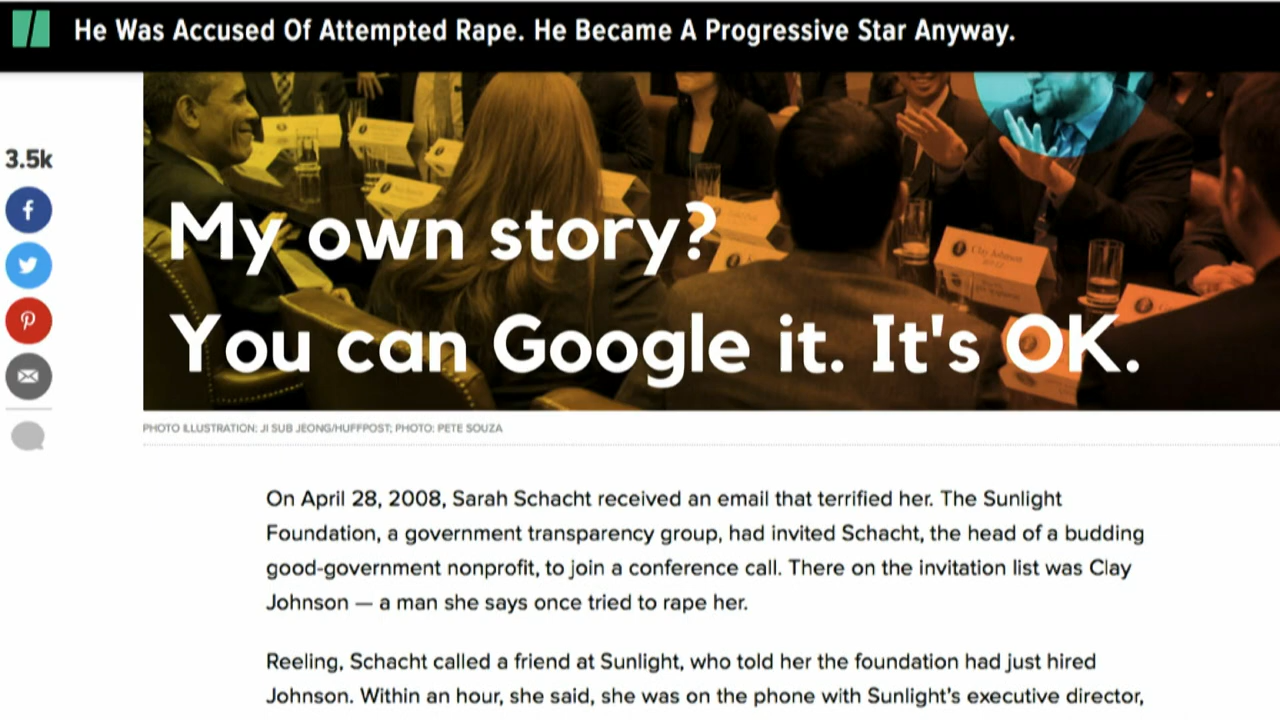 He Was Accused Of Attempted Rape. He Became A Progressive Star Anyway.
3.5k
My own story?
Clay Johnson
You can Google it. It's OK.
PHOTO ILLUSTRATION: JI SUB JEONG/HUFFPOST; PHOTO: PETE SOUZA
On April 28, 2008, Sarah Schacht received an email that terrified her. The Sunlight
Foundation, a government transparency group, had invited Schacht, the head of a budding
good-government nonprofit, to join a conference call. There on the invitation list was Clay
Johnson — a man she says once tried to rape her.
Reeling, Schacht called a friend at Sunlight, who told her the foundation had just hired
Johnson. Within an hour, she said, she was on the phone with Sunlight's executive director,